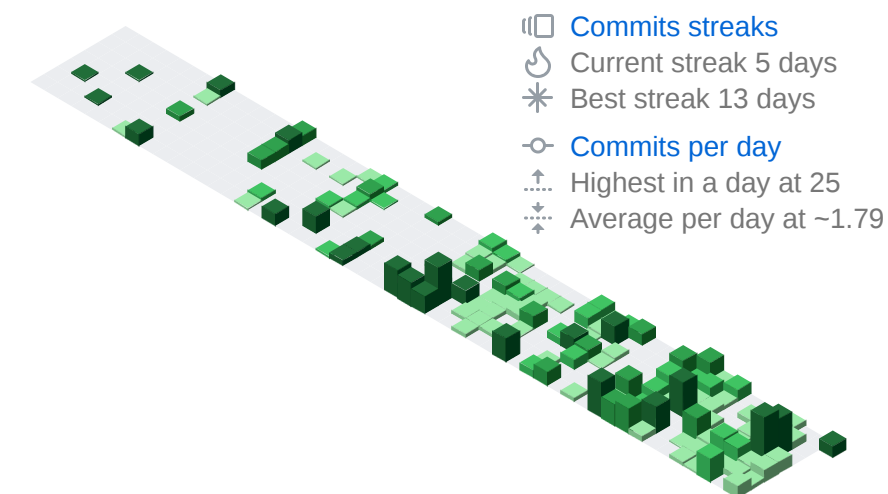 Commits streaks
Current streak 5 days
Best streak 13 days
Commits per day
Highest in a day at 25
Average per day at ~1.79